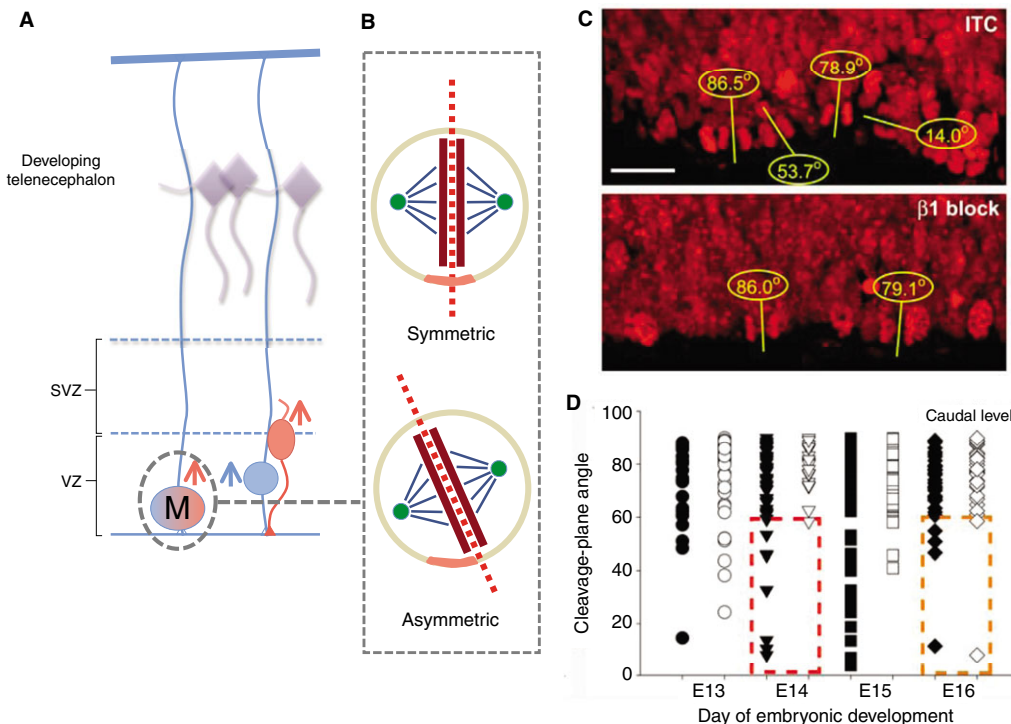 A
Developing
telenecephalon
SVZ
VZ
M
B
Symmetric
Asymmetric
C
ITC
86.5°
78.9°
14.0°
53.7°
β1 block
86.0°
79.1°
D
Caudal level
Cleavage-plane angle
100
80
60
40
20
0
E13
E14
E15
E16
Day of embryonic development